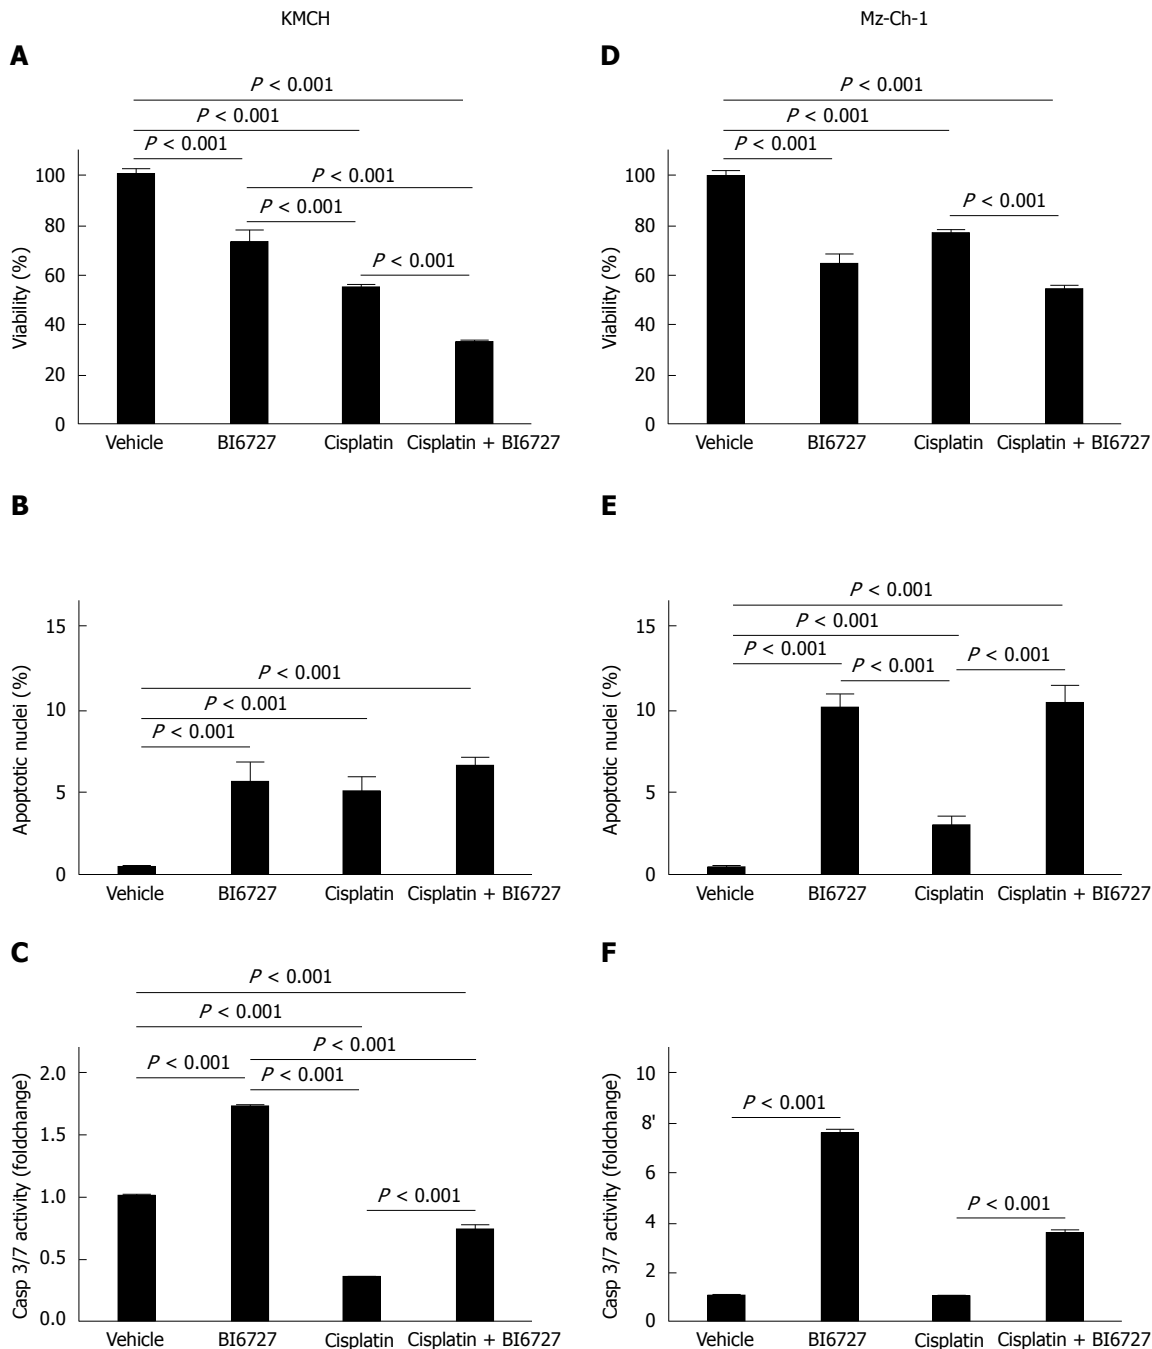 KMCH
Mz-Ch-1
A
P < 0.001
P < 0.001
P < 0.001
P < 0.001
P < 0.001
P < 0.001
Viability (%)
100
80
60
40
20
0
Vehicle BI6727 Cisplatin Cisplatin + BI6727
D
P < 0.001
P < 0.001
P < 0.001
P < 0.001
Viability (%)
100
80
60
40
20
0
Vehicle BI6727 Cisplatin Cisplatin + BI6727
B
P < 0.001
P < 0.001
P < 0.001
Apoptotic nuclei (%)
15
10
5
0
Vehicle BI6727 Cisplatin Cisplatin + BI6727
E
P < 0.001
P < 0.001
P < 0.001
P < 0.001
P < 0.001
Apoptotic nuclei (%)
15
10
5
0
Vehicle BI6727 Cisplatin Cisplatin + BI6727
C
P < 0.001
P < 0.001
P < 0.001
P < 0.001
P < 0.001
P < 0.001
Casp 3/7 activity (foldchange)
2.0
1.5
1.0
0.5
0.0
Vehicle BI6727 Cisplatin Cisplatin + BI6727
F
P < 0.001
P < 0.001
Casp 3/7 activity (foldchange)
10
8'
6
4
2
0
Vehicle BI6727 Cisplatin Cisplatin + BI6727